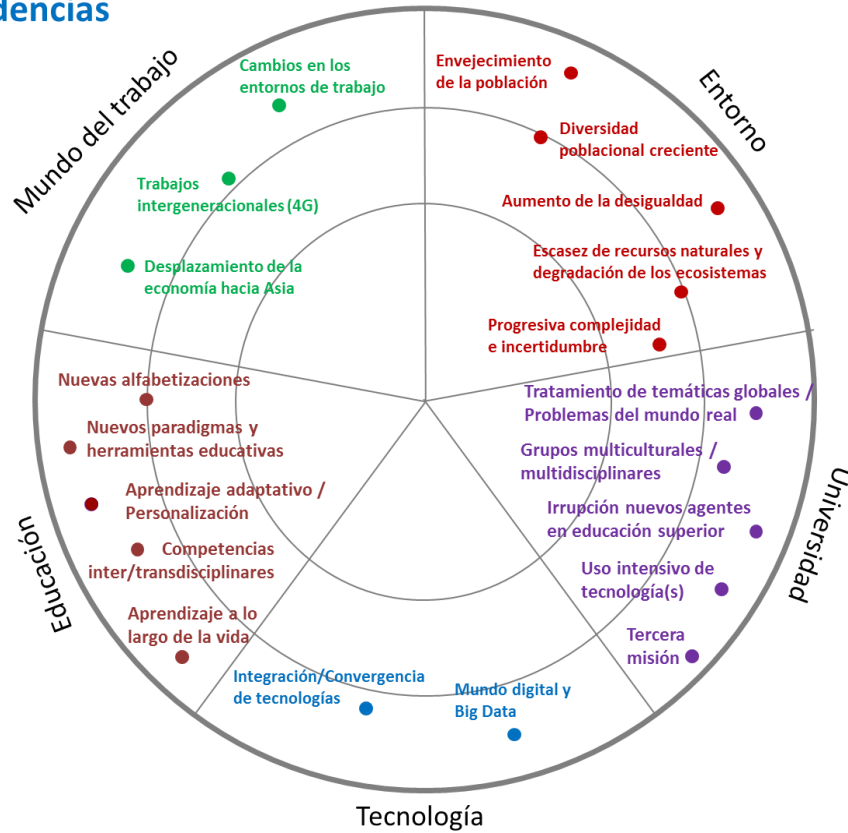 dencias
Mundo del trabajo
Cambios en los
entornos de trabajo
Trabajos
intergeneracionales (4G)
Desplazamiento de la
economía hacia Asia
Entorno
Envejecimiento
de la población
Diversidad
poblacional creciente
Aumento de la desigualdad
Escasez de recursos naturales y
degradación de los ecosistemas
Progresiva complejidad
e incertidumbre
Universidad
Tratamiento de temáticas globales /
Problemas del mundo real
Grupos multiculturales /
multidisciplinares
Irrupción nuevos agentes
en educación superior
Uso intensivo de
tecnología(s)
Tercera
misión
Educación
Nuevas alfabetizaciones
Nuevos paradigmas y
herramientas educativas
Aprendizaje adaptativo /
Personalización
Competencias
inter/transdisciplinares
Aprendizaje a lo
largo de la vida
Integración/Convergencia
de tecnologías
Mundo digital y
Big Data
Tecnología